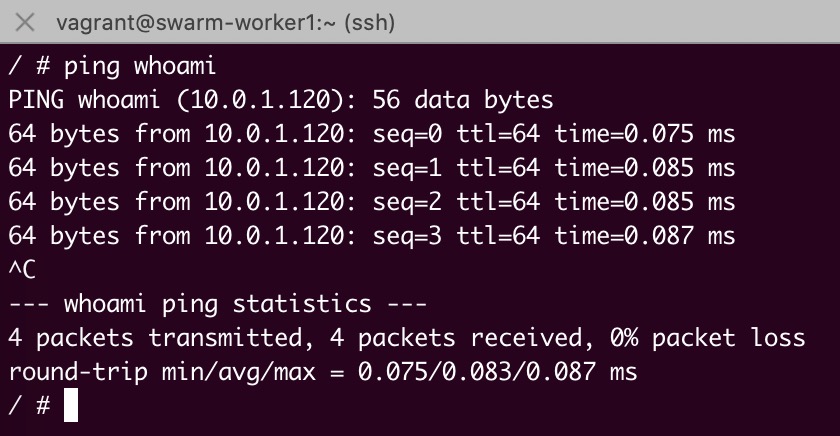 vagrant@swarm-worker1:~ (ssh)
/ # ping whoami
PING whoami (10.0.1.120): 56 data bytes
64 bytes from 10.0.1.120: seq=0 ttl=64 time=0.075 ms
64 bytes from 10.0.1.120: seq=1 ttl=64 time=0.085 ms
64 bytes from 10.0.1.120: seq=2 ttl=64 time=0.085 ms
64 bytes from 10.0.1.120: seq=3 ttl=64 time=0.087 ms
^C
--- whoami ping statistics ---
4 packets transmitted, 4 packets received, 0% packet loss
round-trip min/avg/max = 0.075/0.083/0.087 ms
/ #